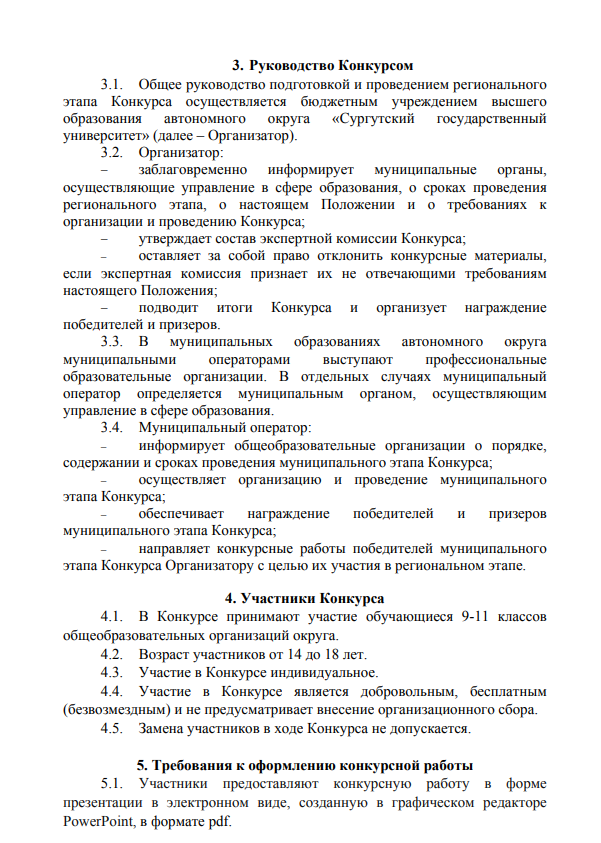 3. Руководство Конкурсом
3.1. Общее руководство подготовкой и проведением регионального
этапа Конкурса осуществляется бюджетным учреждением высшего
образования автономного округа «Сургутский государственный
университет» (далее – Организатор).
3.2. Организатор:
– заблаговременно информирует муниципальные органы,
осуществляющие управление в сфере образования, о сроках проведения
регионального этапа, о настоящем Положении и о требованиях к
организации и проведению Конкурса;
– утверждает состав экспертной комиссии Конкурса;
– оставляет за собой право отклонить конкурсные материалы,
если экспертная комиссия признает их не отвечающими требованиям
настоящего Положения;
– подводит итоги Конкурса и организует награждение
победителей и призеров.
3.3. В муниципальных образованиях автономного округа
муниципальными операторами выступают профессиональные
образовательные организации. В отдельных случаях муниципальный
оператор определяется муниципальным органом, осуществляющим
управление в сфере образования.
3.4. Муниципальный оператор:
– информирует общеобразовательные организации о порядке,
содержании и сроках проведения муниципального этапа Конкурса;
– осуществляет организацию и проведение муниципального
этапа Конкурса;
– обеспечивает награждение победителей и призеров
муниципального этапа Конкурса;
– направляет конкурсные работы победителей муниципального
этапа Конкурса Организатору с целью их участия в региональном этапе.
4. Участники Конкурса
4.1. В Конкурсе принимают участие обучающиеся 9-11 классов
общеобразовательных организаций округа.
4.2. Возраст участников от 14 до 18 лет.
4.3. Участие в Конкурсе индивидуальное.
4.4. Участие в Конкурсе является добровольным, бесплатным
(безвозмездным) и не предусматривает внесение организационного сбора.
4.5. Замена участников в ходе Конкурса не допускается.
5. Требования к оформлению конкурсной работы
5.1. Участники предоставляют конкурсную работу в форме
презентации в электронном виде, созданную в графическом редакторе
PowerPoint, в формате pdf.